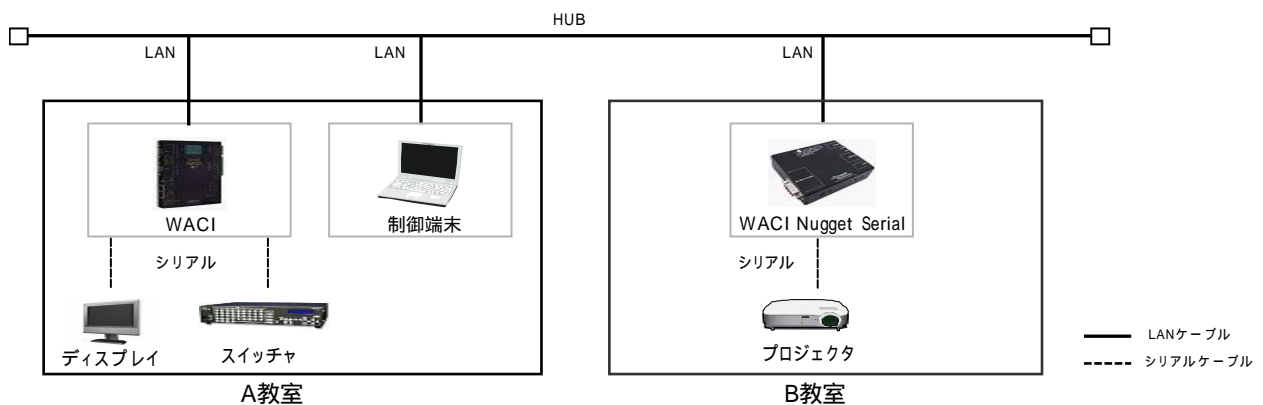 HUB
LAN
LAN
LAN
WACI
制御端末
WACI Nugget Serial
シリアル
シリアル
ディスプレイ
スイッチャ
プロジェクタ
LANケーブル
シリアルケーブル
A教室
B教室